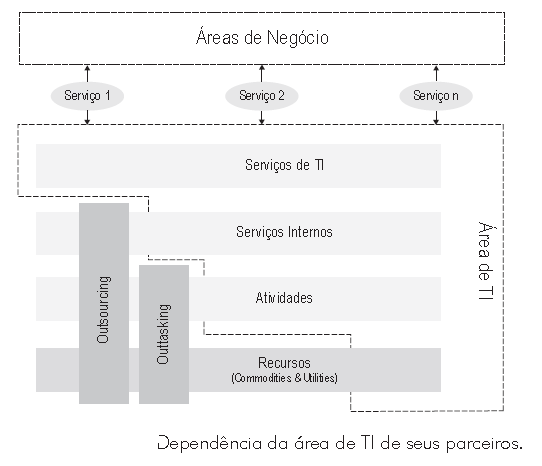 Áreas de Negócio
Serviço 1
Serviço 2
Serviço n
Serviços de TI
Serviços Internos
Atividades
Recursos
(Commodities & Utilities)
Outsourcing
Outtasking
Área de TI
Dependência da área de TI de seus parceiros.